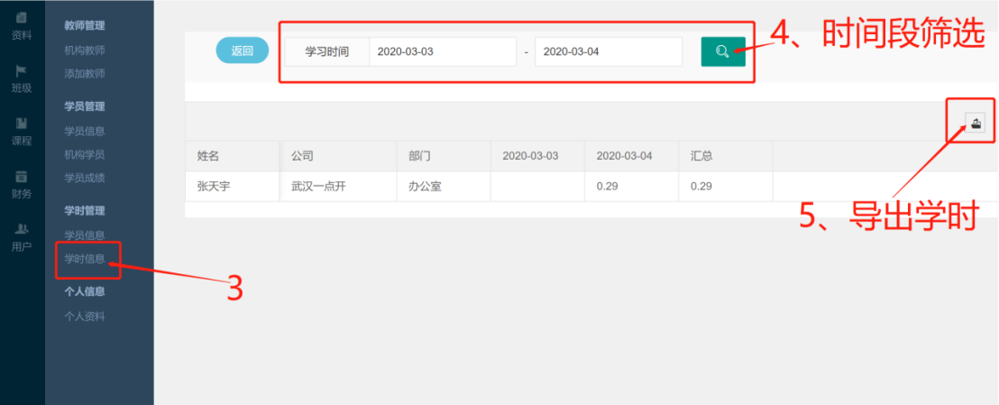 资料
班级
课程
财务
用户
教师管理
机构教师
添加教师
学员管理
学员信息
机构学员
学员成绩
学时管理
学员信息
学时信息
个人信息
个人资料
3
返回 学习时间 2020-03-03 - 2020-03-04
4、时间段筛选
姓名 公司 部门 2020-03-03 2020-03-04 汇总
张天宇 武汉一点开 办公室 0.29 0.29
5、导出学时